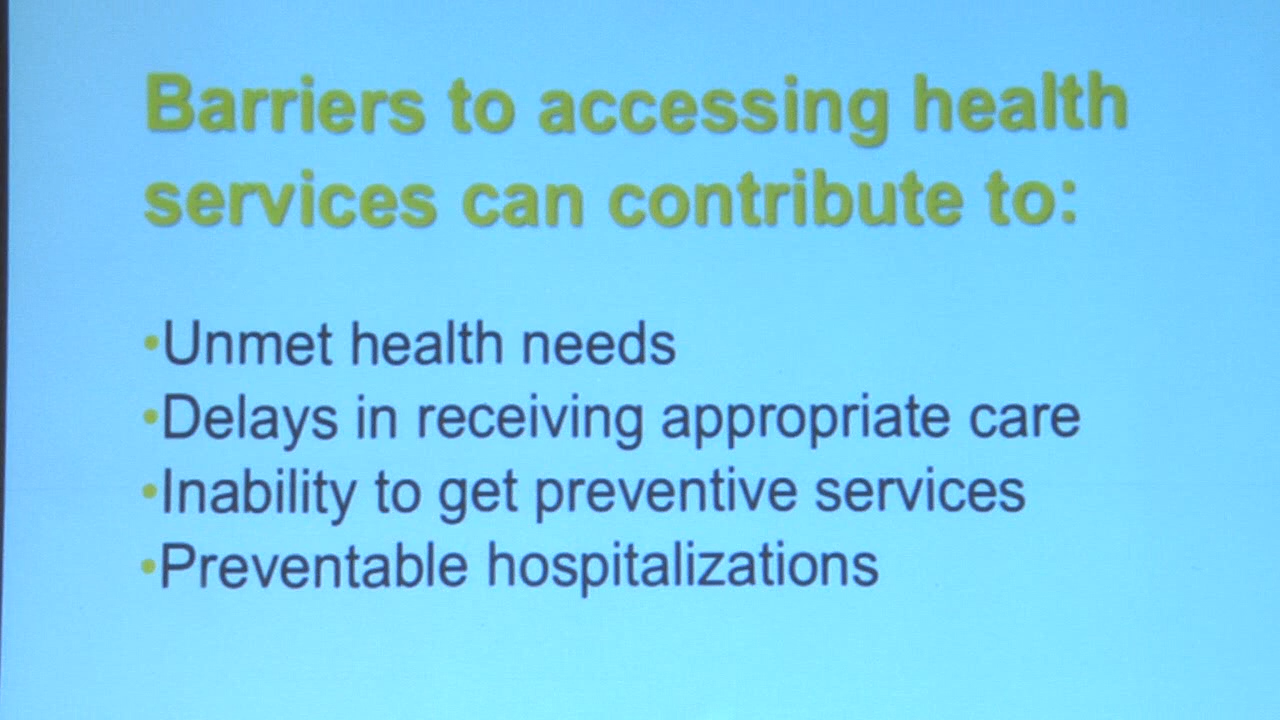 Barriers to accessing health
services can contribute to:
•Unmet health needs
•Delays in receiving appropriate care
•Inability to get preventive services
•Preventable hospitalizations